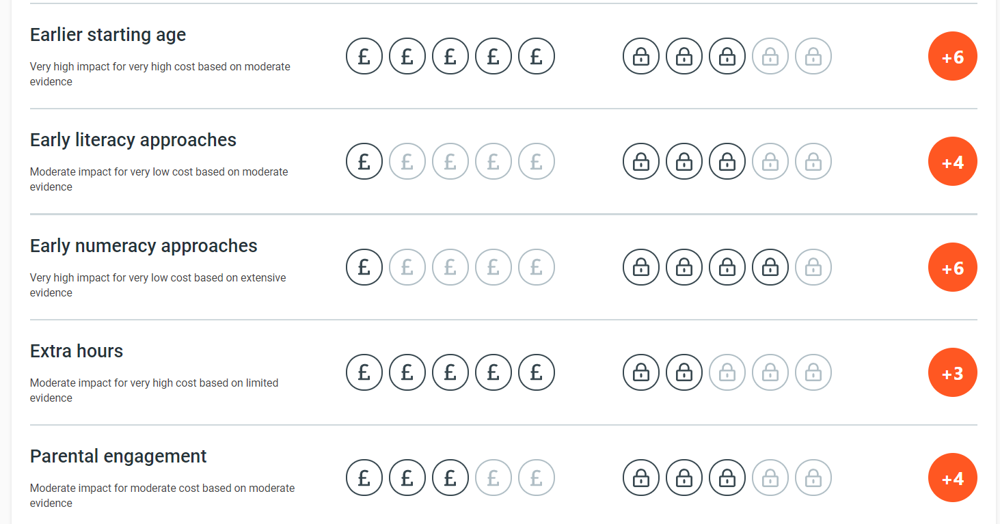 Earlier starting age
Very high impact for very high cost based on moderate
evidence
£ £ £ £ £
+6
Early literacy approaches
Moderate impact for very low cost based on moderate
evidence
£ £ £ £ £
+4
Early numeracy approaches
Very high impact for very low cost based on extensive
evidence
£ £ £ £ £
+6
Extra hours
Moderate impact for very high cost based on limited
evidence
£ £ £ £ £
+3
Parental engagement
Moderate impact for moderate cost based on moderate
evidence
£ £ £ £ £
+4